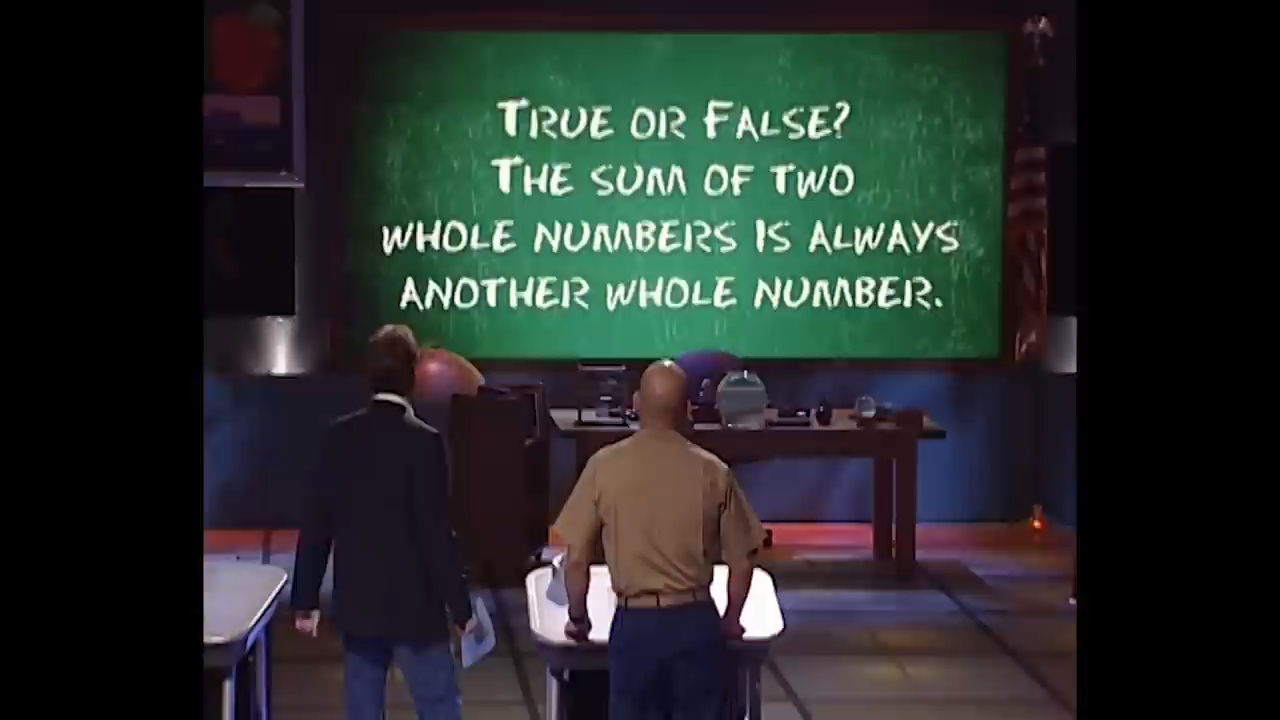 True or False?
The sum of two
whole numbers is always
another whole number.